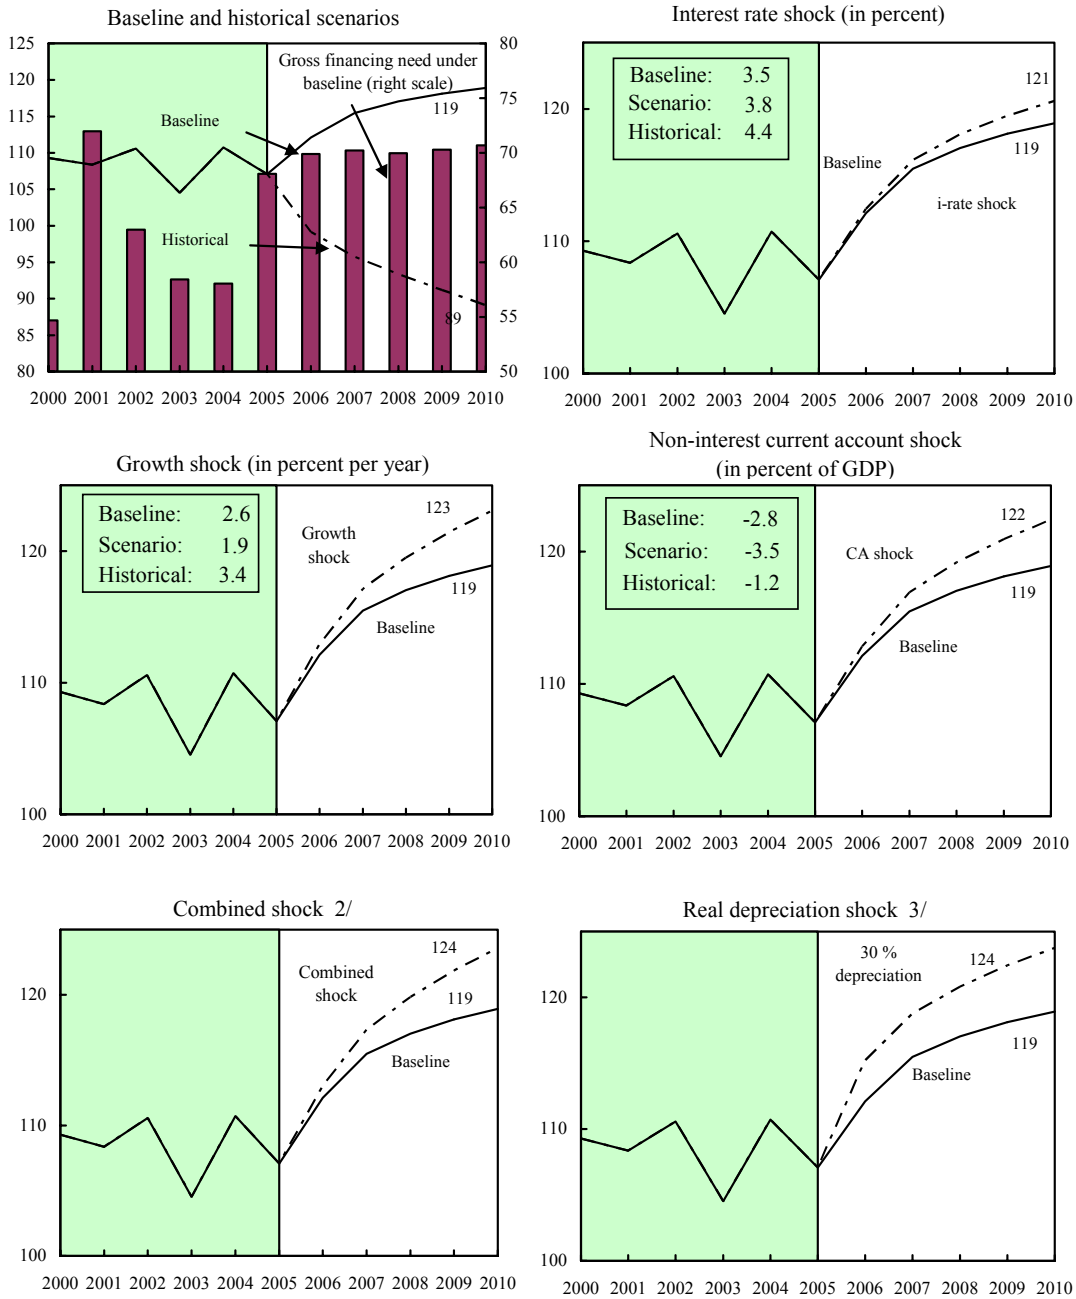 Baseline and historical scenarios
125
120
115
110
105
100
95
90
85
80
80
75
70
65
60
55
50
Gross financing need under
baseline (right scale)
119
Baseline
Historical
89
2000 2001 2002 2003 2004 2005 2006 2007 2008 2009 2010
Interest rate shock (in percent)
120
110
100
Baseline: 3.5
Scenario: 3.8
Historical: 4.4
121
Baseline
119
i-rate shock
2000 2001 2002 2003 2004 2005 2006 2007 2008 2009 2010
Growth shock (in percent per year)
120
110
100
Baseline: 2.6
Scenario: 1.9
Historical: 3.4
123
Growth
shock
119
Baseline
2000 2001 2002 2003 2004 2005 2006 2007 2008 2009 2010
Non-interest current account shock
(in percent of GDP)
120
110
100
Baseline: -2.8
Scenario: -3.5
Historical: -1.2
122
CA shock
119
Baseline
2000 2001 2002 2003 2004 2005 2006 2007 2008 2009 2010
Combined shock 2/
120
110
100
124
Combined
shock
119
Baseline
2000 2001 2002 2003 2004 2005 2006 2007 2008 2009 2010
Real depreciation shock 3/
120
110
100
30 %
depreciation
124
119
Baseline
2000 2001 2002 2003 2004 2005 2006 2007 2008 2009 2010